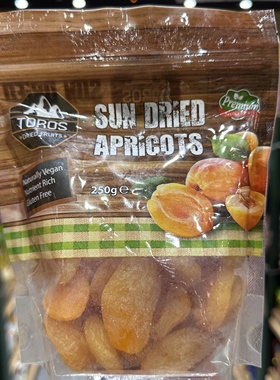 TOROS
DRIED FRUITS
SUN DRIED
APRICOTS
Premium
Naturally Vegan
Nutrient Rich
Gluten Free
250g e